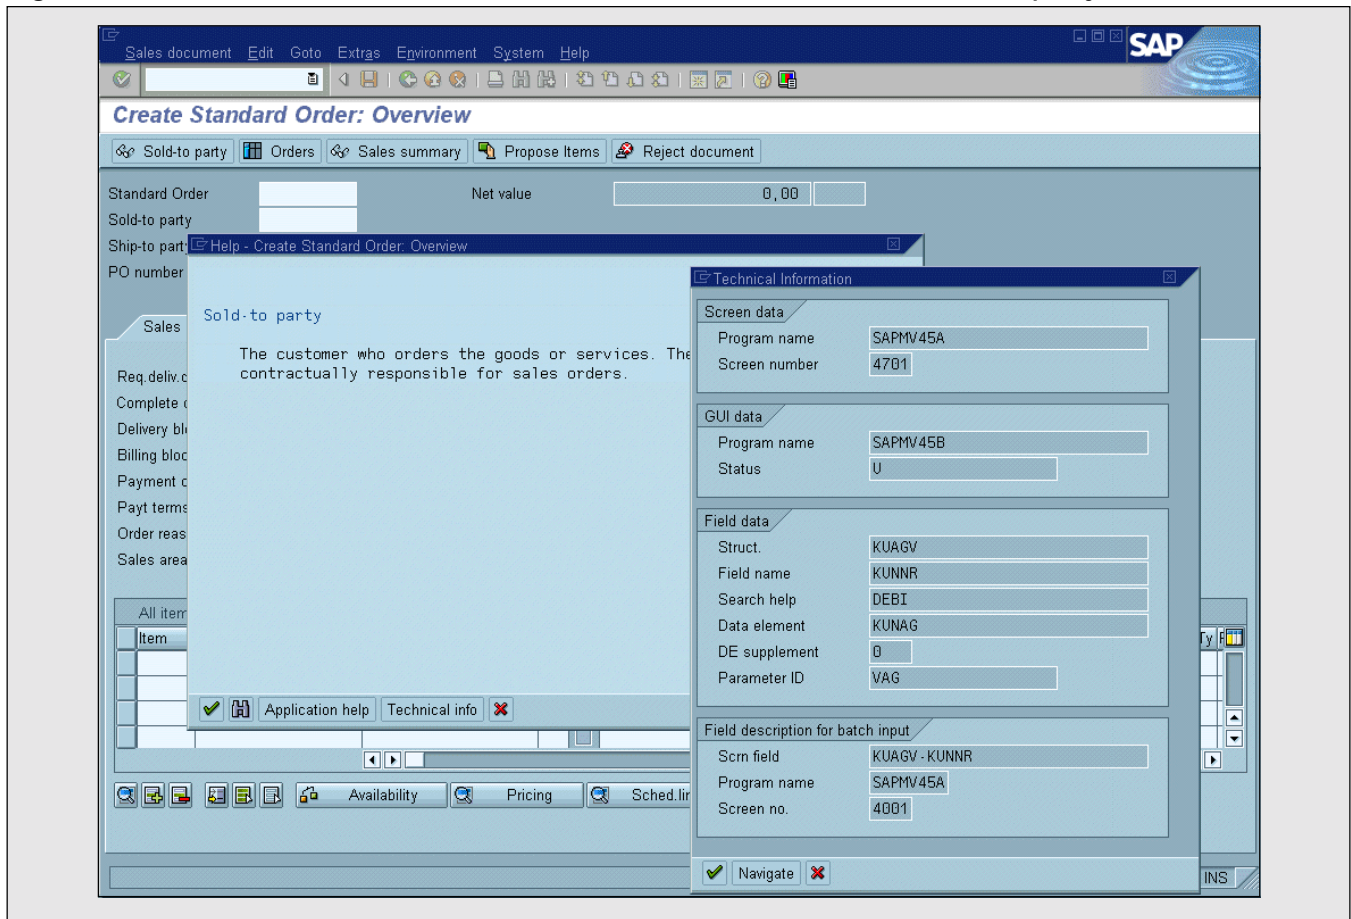 Sales document Edit Goto Extras Environment System Help
SAP
Create Standard Order: Overview
Sold-to party Orders Sales summary Propose Items Reject document
Standard Order Net value 0,00
Sold-to party
Ship-to part
PO number
Help - Create Standard Order: Overview
Sold-to party
The customer who orders the goods or services. The
contractually responsible for sales orders.
Application help Technical info
Sales
Req.deliv.d
Complete d
Delivery blo
Billing bloc
Payment c
Payt terms
Order reas
Sales area
All item
Item
Ty
Availability Pricing Sched.lin
Technical Information
Screen data
Program name SAPMV45A
Screen number 4701
GUI data
Program name SAPMV45B
Status U
Field data
Struct. KUAGV
Field name KUNNR
Search help DEBI
Data element KUNAG
DE supplement 0
Parameter ID VAG
Field description for batch input
Scrn field KUAGV-KUNNR
Program name SAPMV45A
Screen no. 4001
Navigate
INS